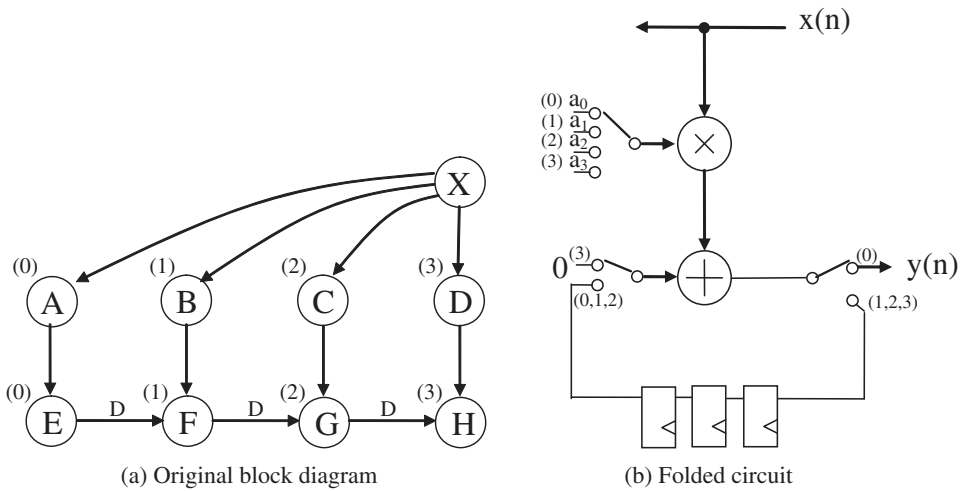 X
(0) (1) (2) (3)
A B C D
(0) (1) (2) (3)
E D F D G D H
(a) Original block diagram
x(n)
(0) a₀
(1) a₁
(2) a₂
(3) a₃
×
0 (3) + (0) y(n)
(0,1,2) (1,2,3)
(b) Folded circuit